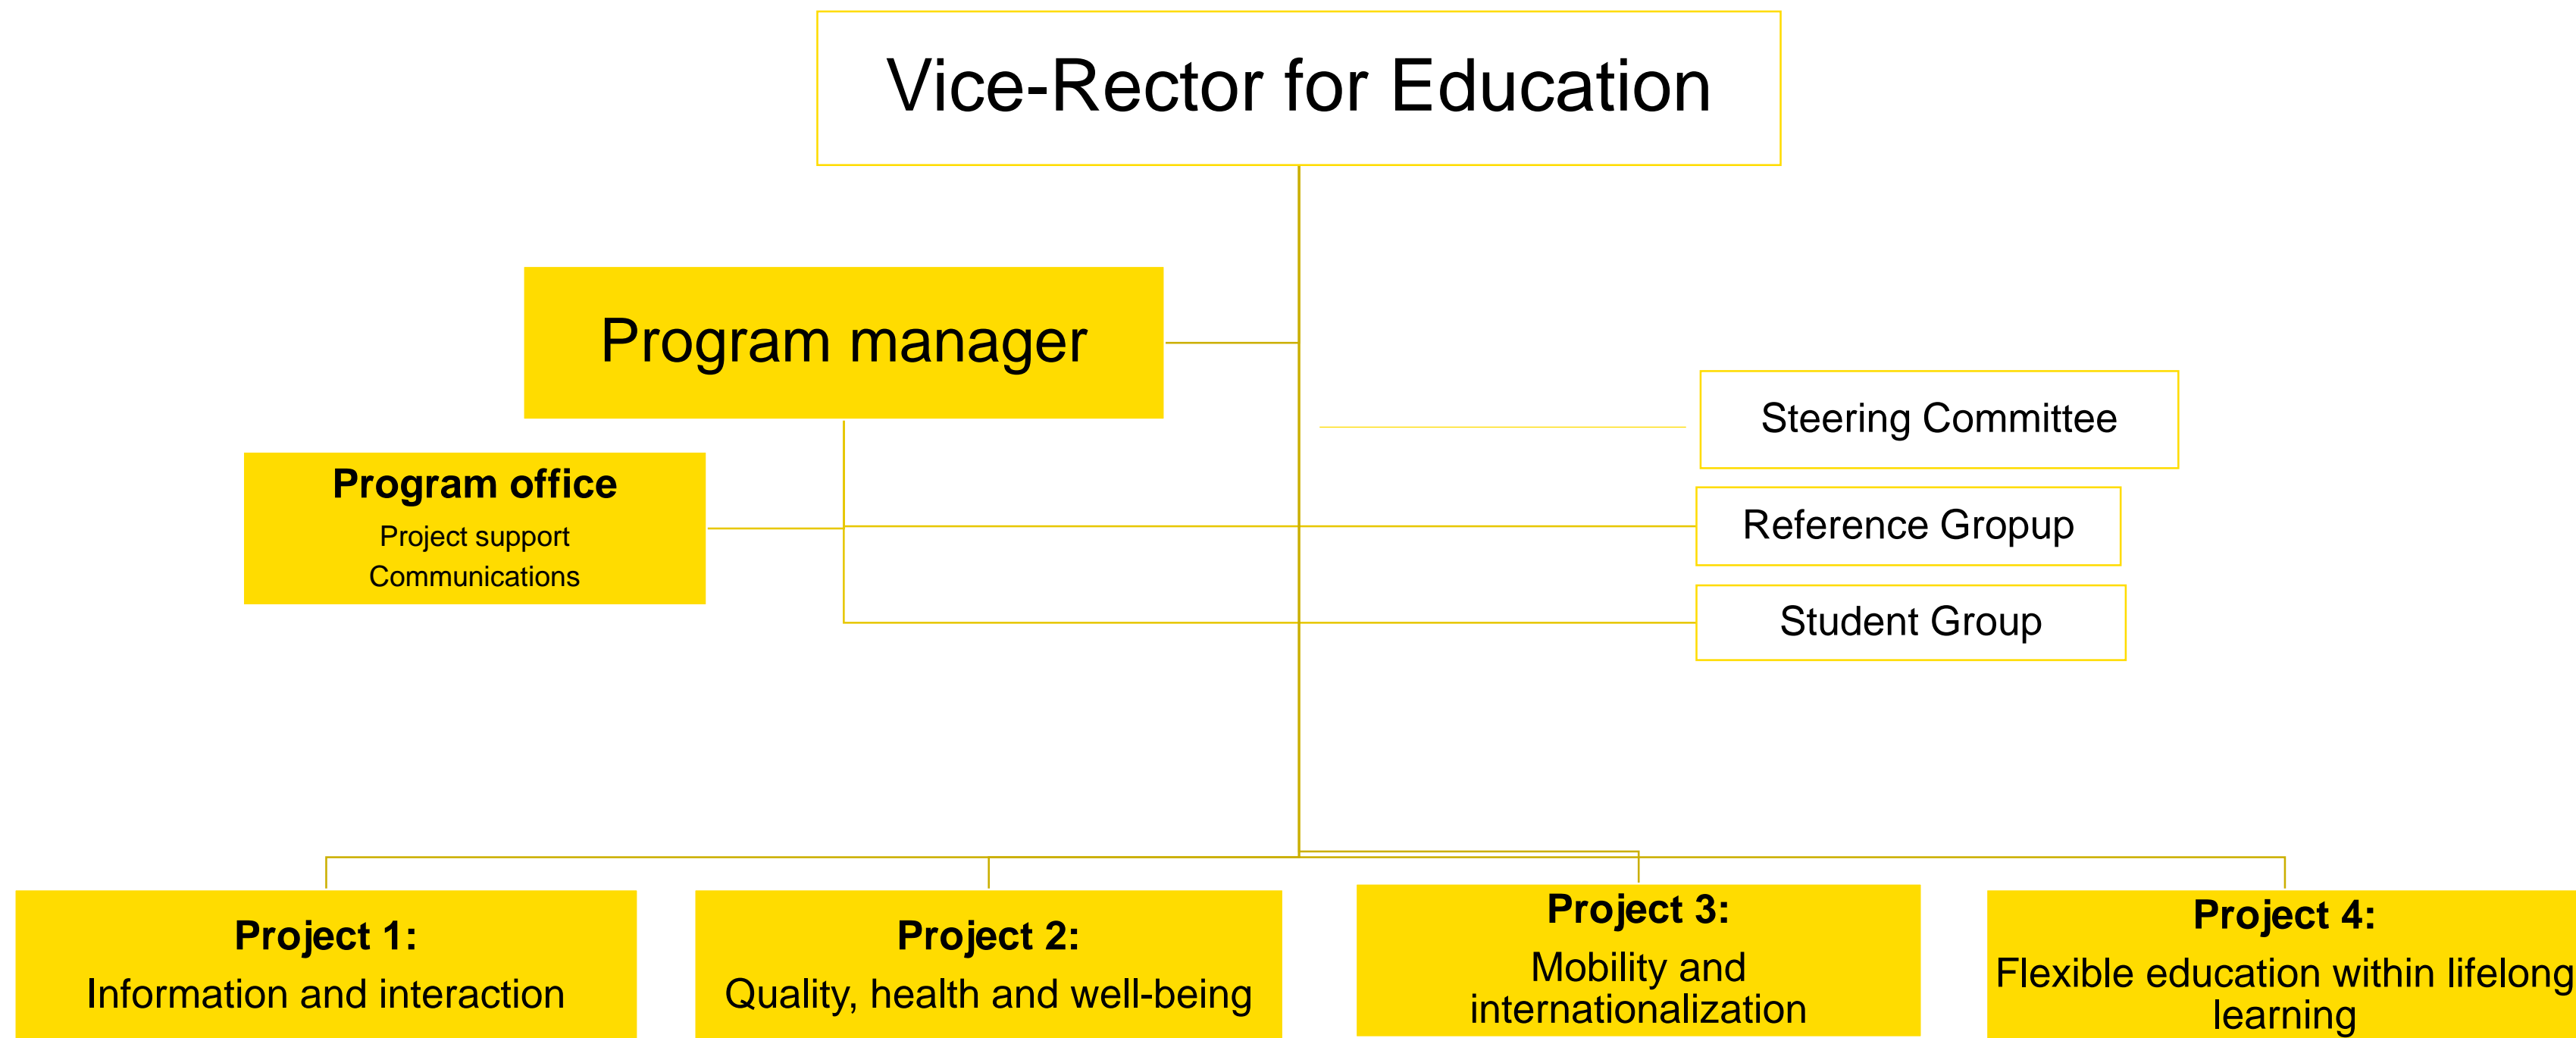 Vice-Rector for Education
Program manager
Steering Committee
Program office
Project support
Communications
Reference Gropup
Student Group
Project 1:
Information and interaction
Project 2:
Quality, health and well-being
Project 3:
Mobility and
internationalization
Project 4:
Flexible education within lifelong
learning